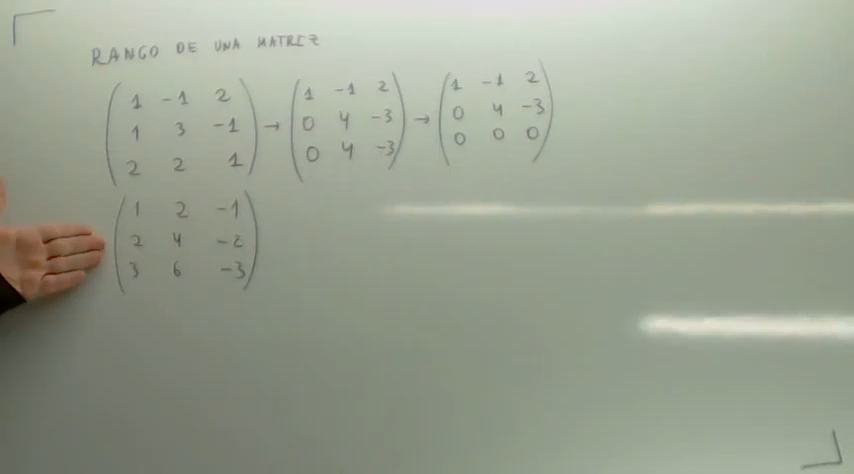 RANGO DE UNA MATRIZ
1 -1 2 → 1 -1 2 → 1 -1 2
1 3 -1 0 4 -3 0 4 -3
2 2 1 0 4 -3 0 0 0
1 2 -1
2 4 -2
3 6 -3